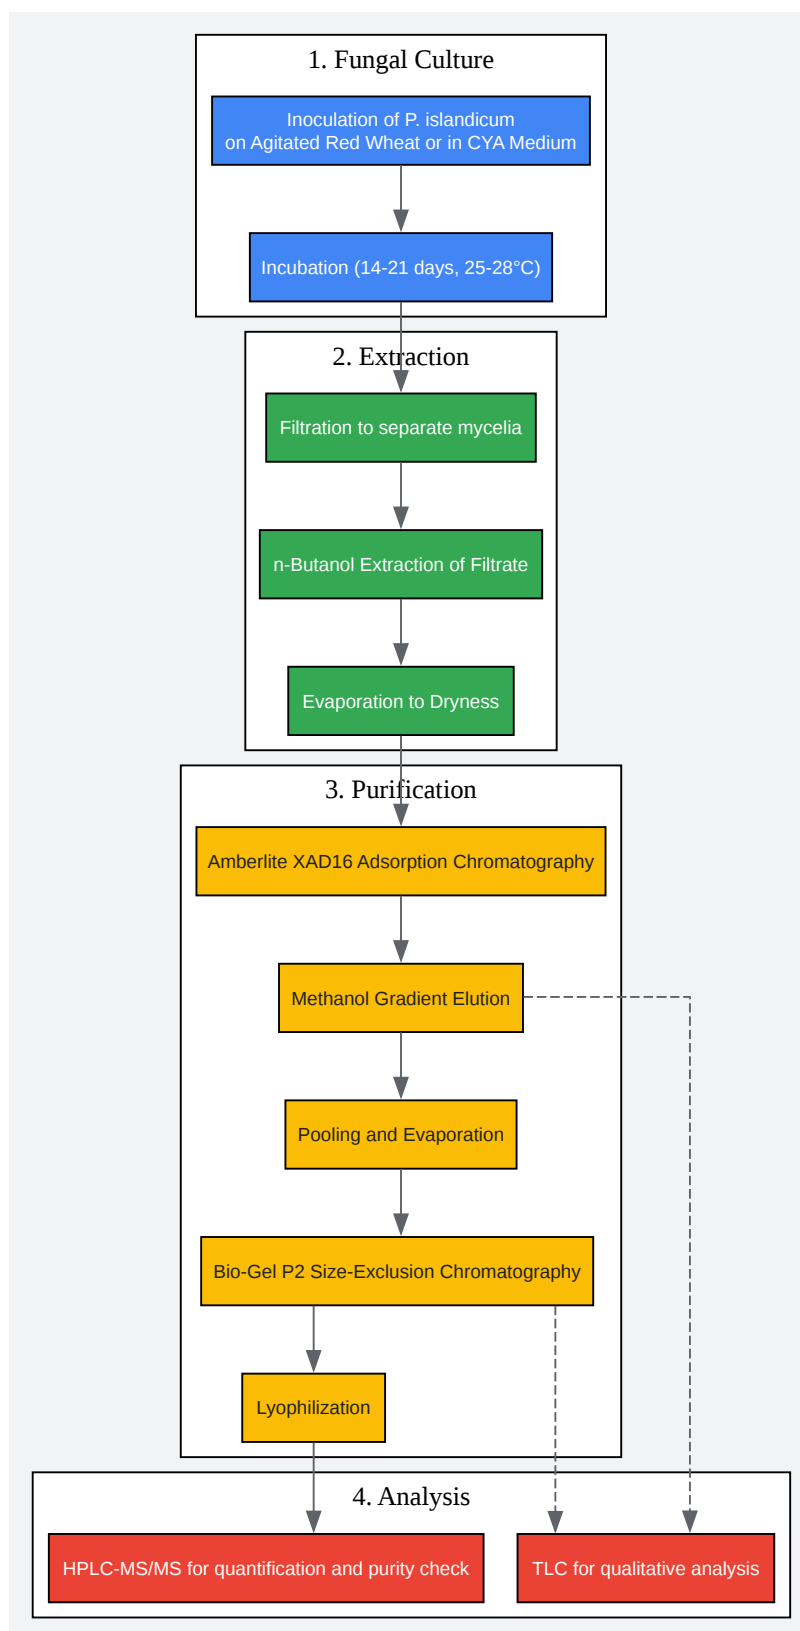 1. Fungal Culture
Inoculation of P. islandicum
on Agitated Red Wheat or in CYA Medium
Incubation (14-21 days, 25-28°C)
2. Extraction
Filtration to separate mycelia
n-Butanol Extraction of Filtrate
Evaporation to Dryness
3. Purification
Amberlite XAD16 Adsorption Chromatography
Methanol Gradient Elution
Pooling and Evaporation
Bio-Gel P2 Size-Exclusion Chromatography
Lyophilization
4. Analysis
HPLC-MS/MS for quantification and purity check
TLC for qualitative analysis